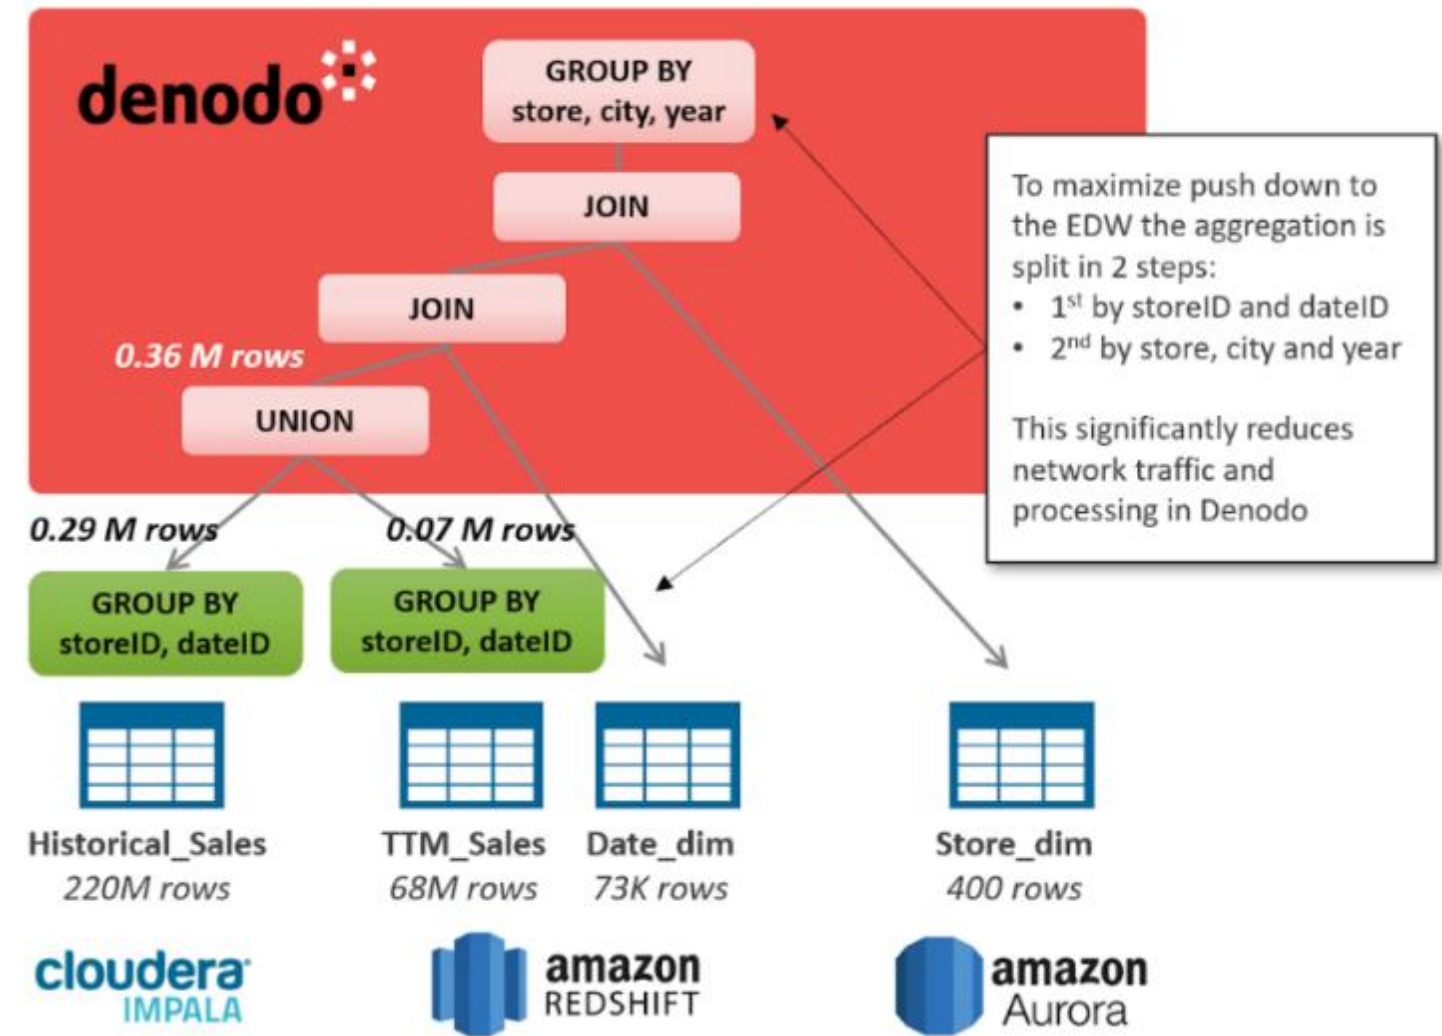 denodo
GROUP BY
store, city, year
JOIN
JOIN
0.36 M rows
UNION
To maximize push down to
the EDW the aggregation is
split in 2 steps:
• 1st by storeID and dateID
• 2nd by store, city and year
This significantly reduces
network traffic and
processing in Denodo
0.29 M rows
0.07 M rows
GROUP BY
storeID, dateID
GROUP BY
storeID, dateID
Historical_Sales
220M rows
TTM_Sales
68M rows
Date_dim
73K rows
Store_dim
400 rows
cloudera
IMPALA
amazon
REDSHIFT
amazon
Aurora